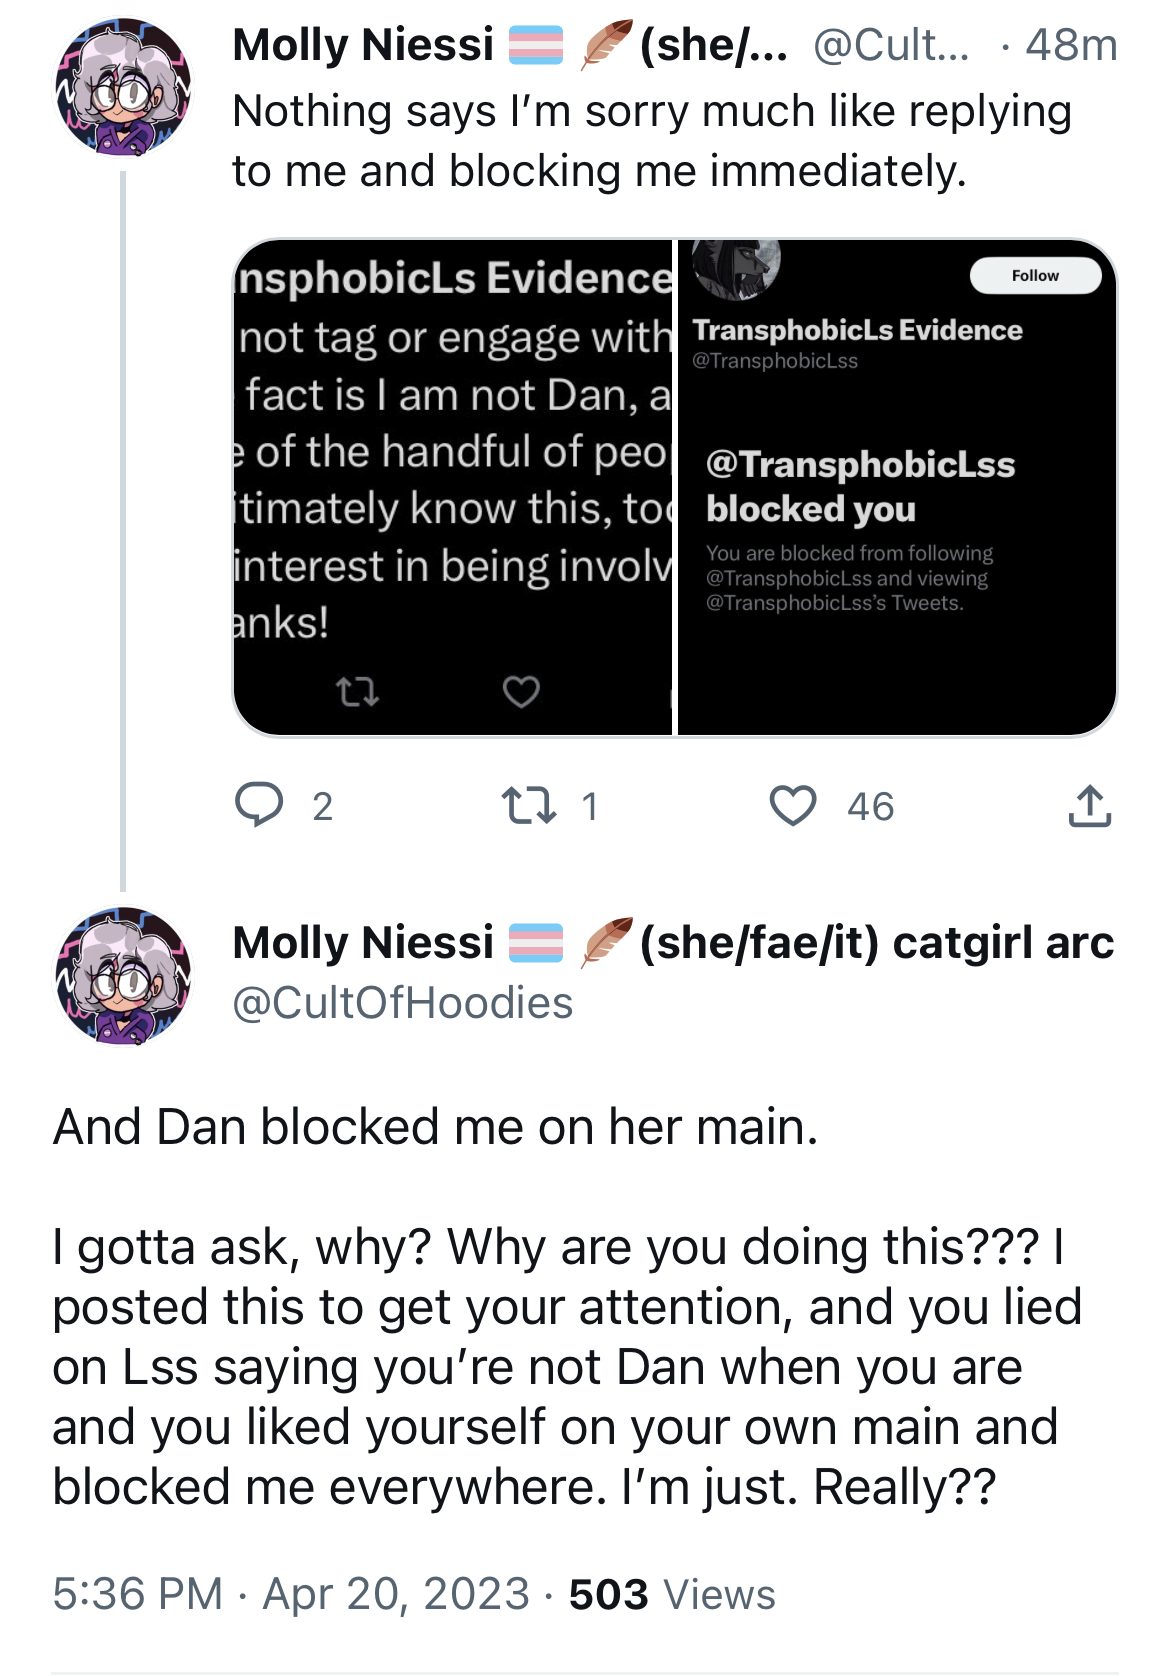 Molly Niessi 🏳️‍⚧️ 🪶(she/... @Cult... · 48m
Nothing says I’m sorry much like replying
to me and blocking me immediately.
nsphobicLs Evidence
not tag or engage with
fact is I am not Dan, a
e of the handful of peo
itimately know this, too
interest in being involv
anks!
Follow
TransphobicLs Evidence
@TransphobicLss
@TransphobicLss
blocked you
You are blocked from following
@TransphobicLss and viewing
@TransphobicLss’s Tweets.
2 1 46
Molly Niessi 🏳️‍⚧️ 🪶(she/fae/it) catgirl arc
@CultOfHoodies
And Dan blocked me on her main.
I gotta ask, why? Why are you doing this??? I
posted this to get your attention, and you lied
on Lss saying you’re not Dan when you are
and you liked yourself on your own main and
blocked me everywhere. I’m just. Really??
5:36 PM · Apr 20, 2023 · 503 Views